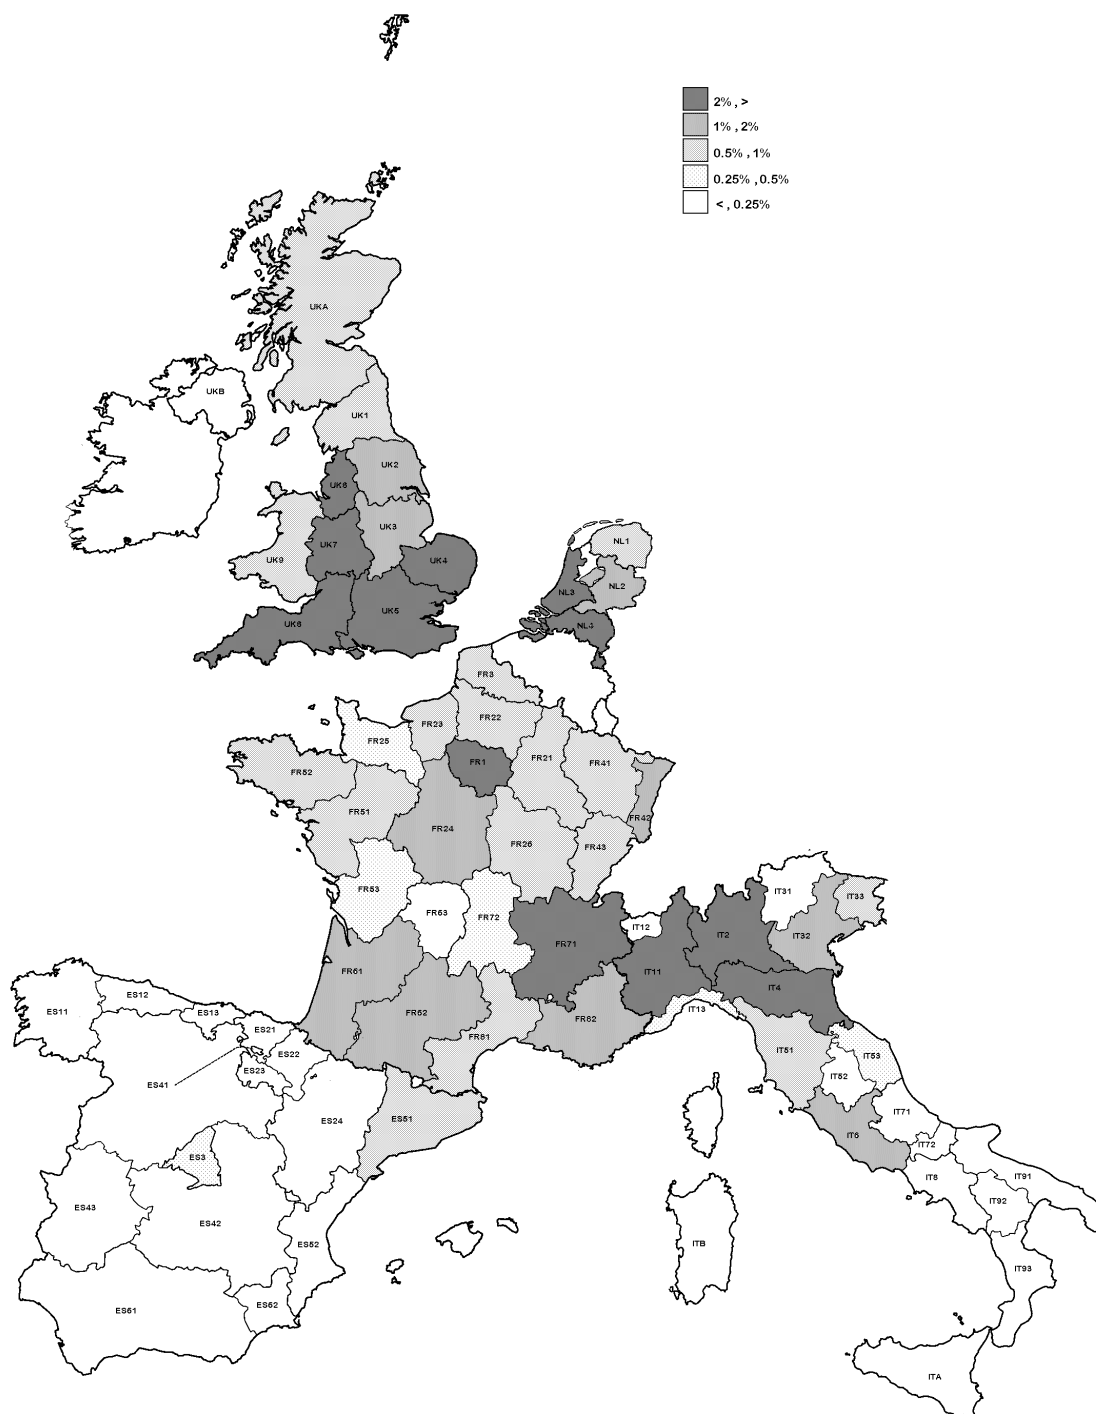 2% , >
1% , 2%
0.5% , 1%
0.25% , 0.5%
< , 0.25%
UKA
UKB
UK1
UK2
UK8
UK3
UK7
UK4
UK9
UK6
UK5
NL1
NL2
NL3
NL4
FR3
FR22
FR23
FR25
FR1
FR21
FR41
FR52
FR51
FR24
FR42
FR26
FR43
FR53
FR63
FR72
FR71
FR61
FR62
FR82
FR81
IT31
IT33
IT12
IT2
IT32
IT11
IT4
IT13
IT51
IT53
IT52
IT71
IT6
IT72
IT8
IT91
IT92
ITB
IT93
ITA
ES12
ES11
ES13
ES21
ES22
ES23
ES41
ES24
ES51
ES3
ES43
ES42
ES52
ES62
ES61